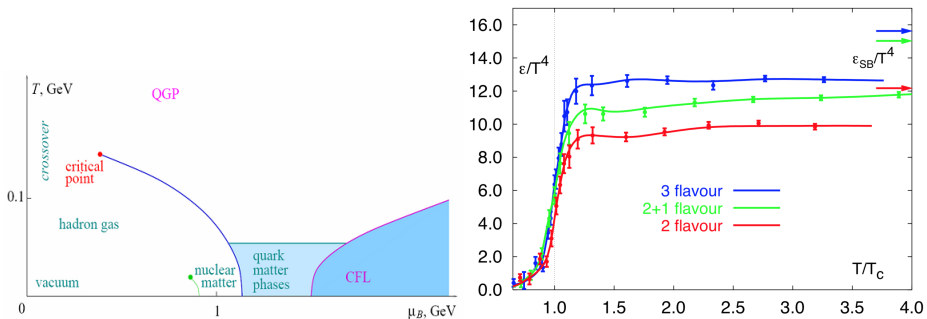 T, GeV
QGP
crossover
critical
point
0.1
hadron gas
vacuum
nuclear
matter
quark
matter
phases
CFL
0
1
μB, GeV
16.0
14.0
12.0
10.0
8.0
6.0
4.0
2.0
0.0
ε/T4
εSB/T4
3 flavour
2+1 flavour
2 flavour
T/Tc
1.0
1.5
2.0
2.5
3.0
3.5
4.0